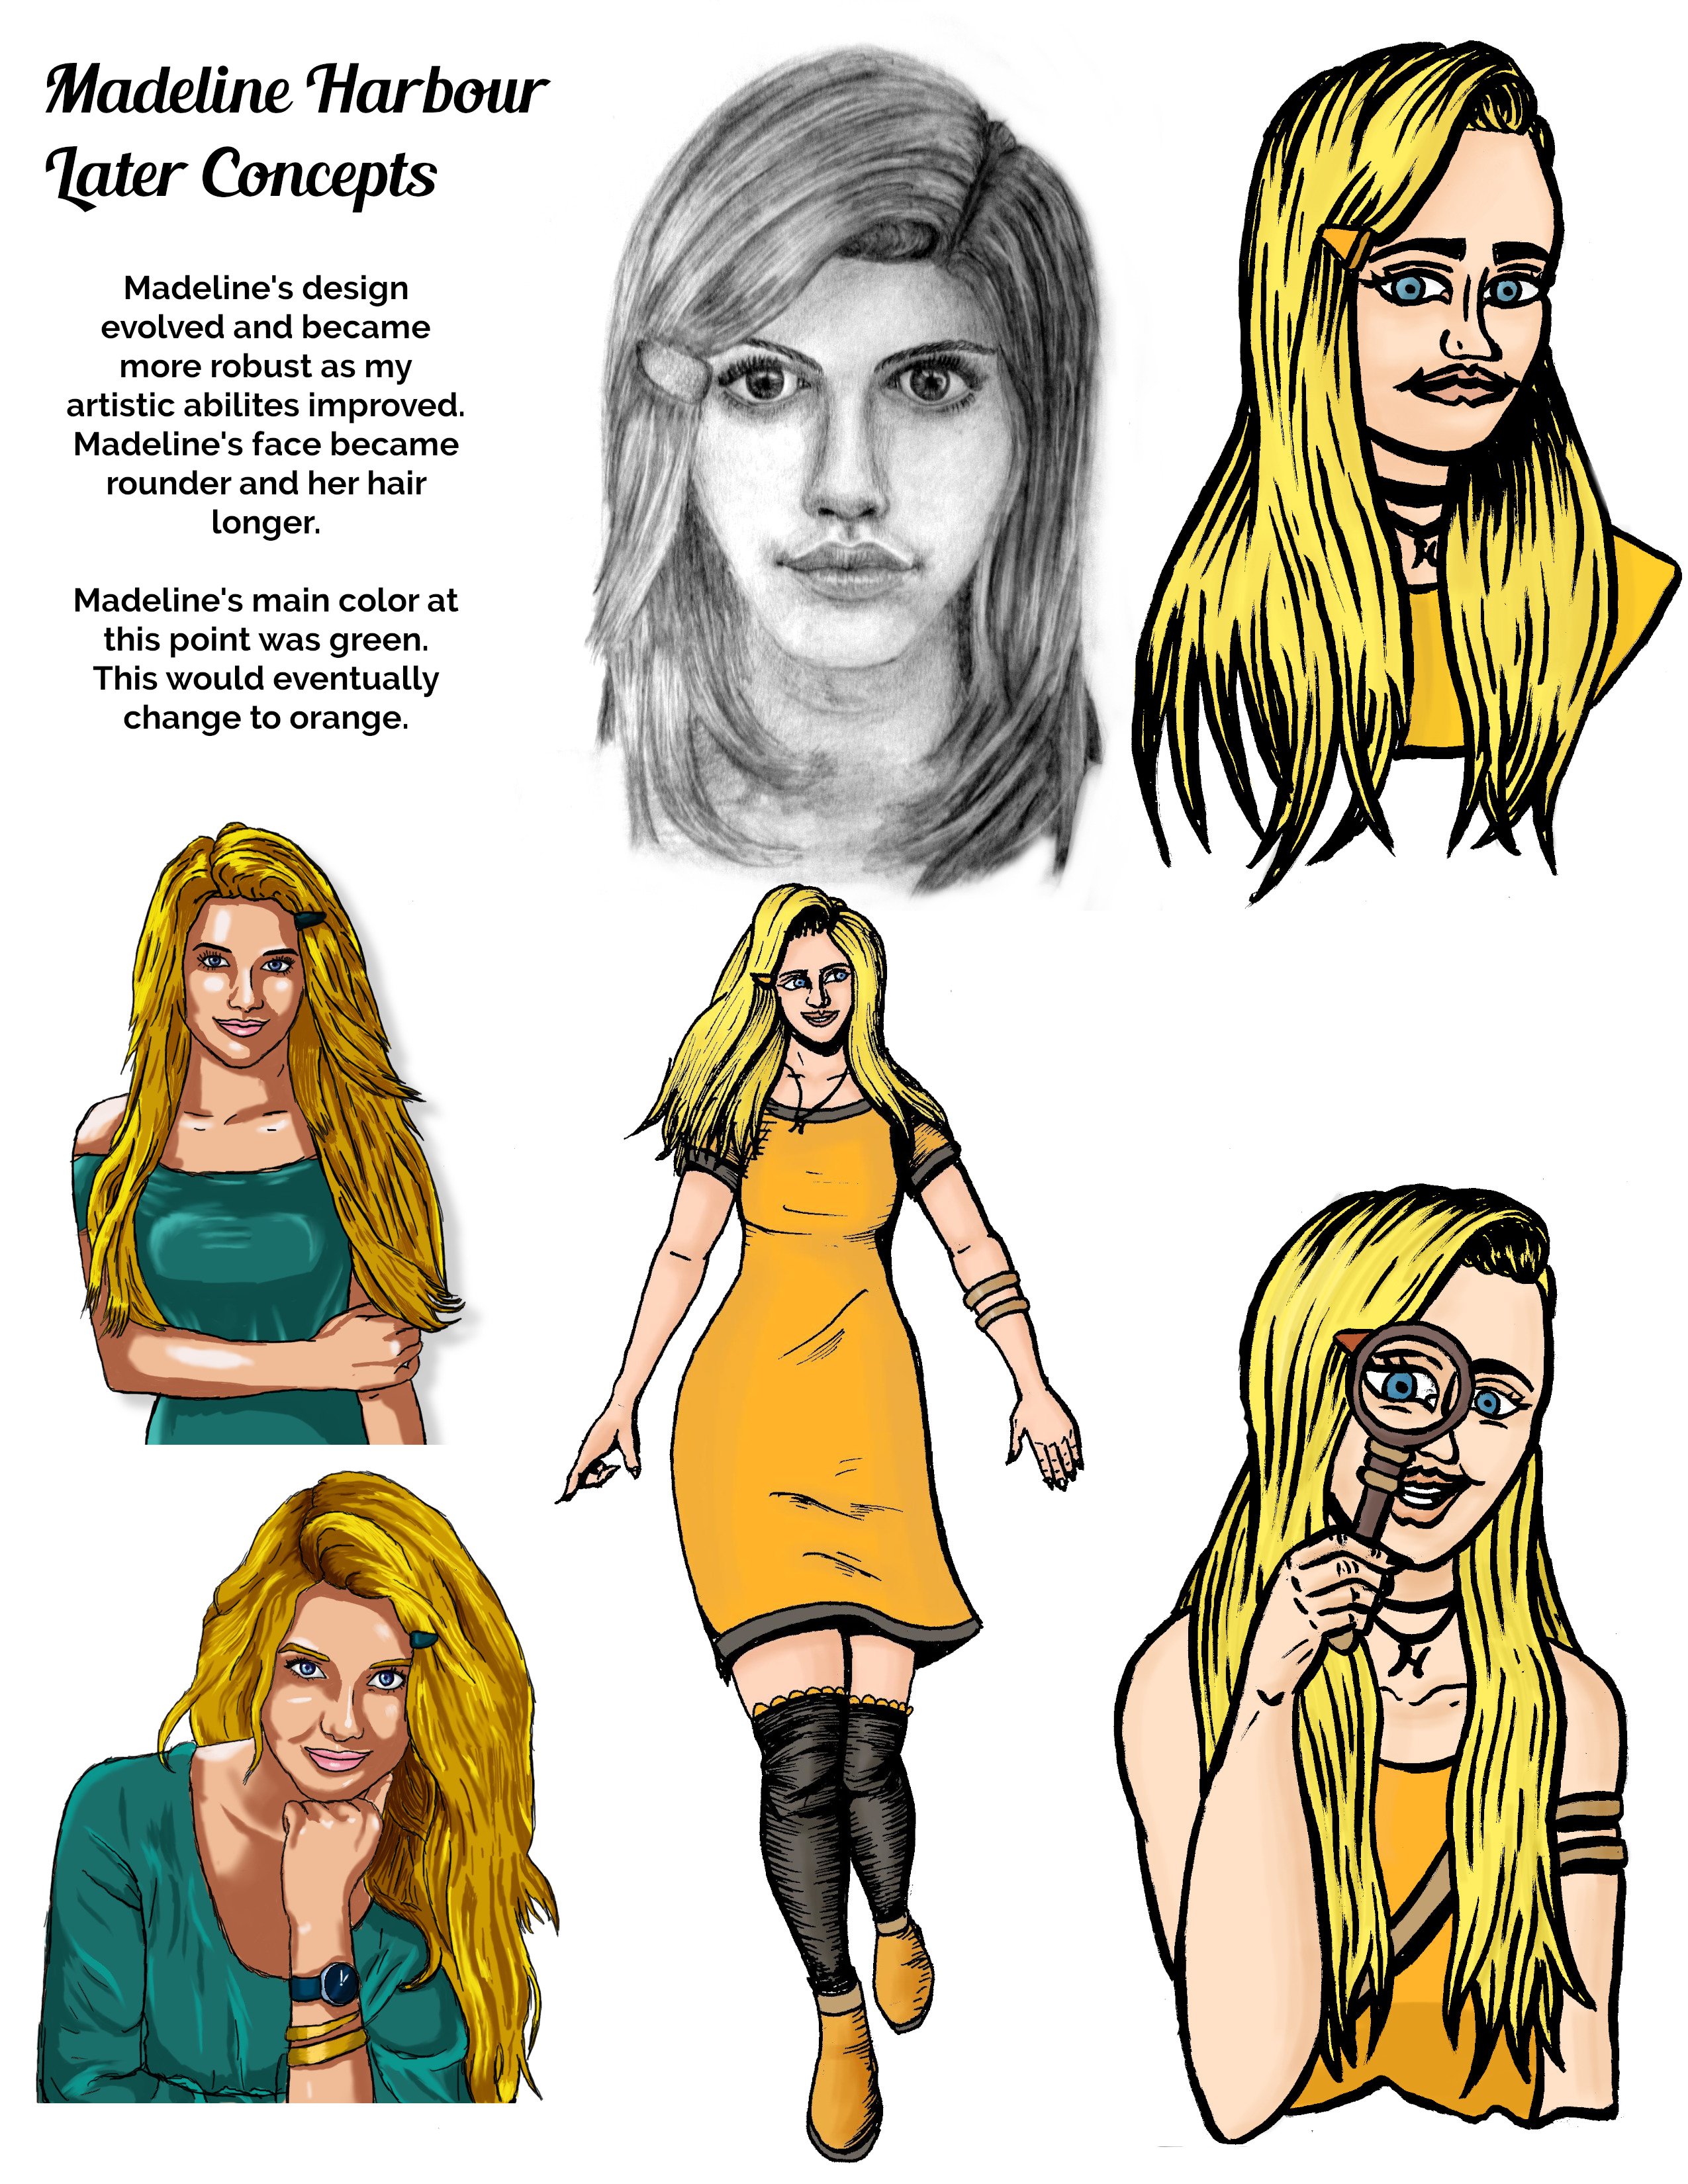 Madeline Harbour
Later Concepts
Madeline's design
evolved and became
more robust as my
artistic abilites improved.
Madeline's face became
rounder and her hair
longer.
Madeline's main color at
this point was green.
This would eventually
change to orange.